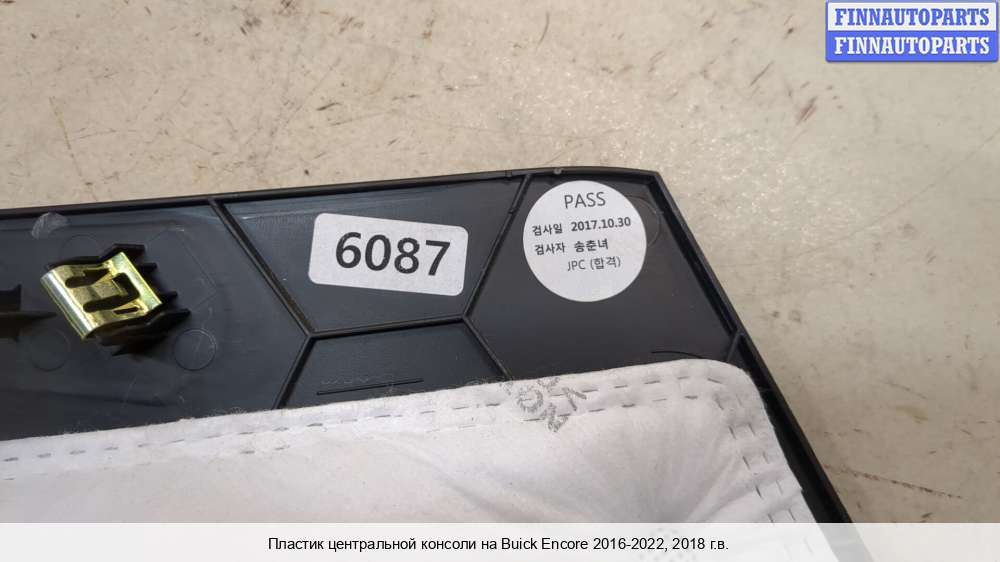 FINNAUTOPARTS
FINNAUTOPARTS
PASS
검사일 2017.10.30
검사자 송춘녀
JPC (합격)
6087
Пластик центральной консоли на Buick Encore 2016-2022, 2018 г.в.